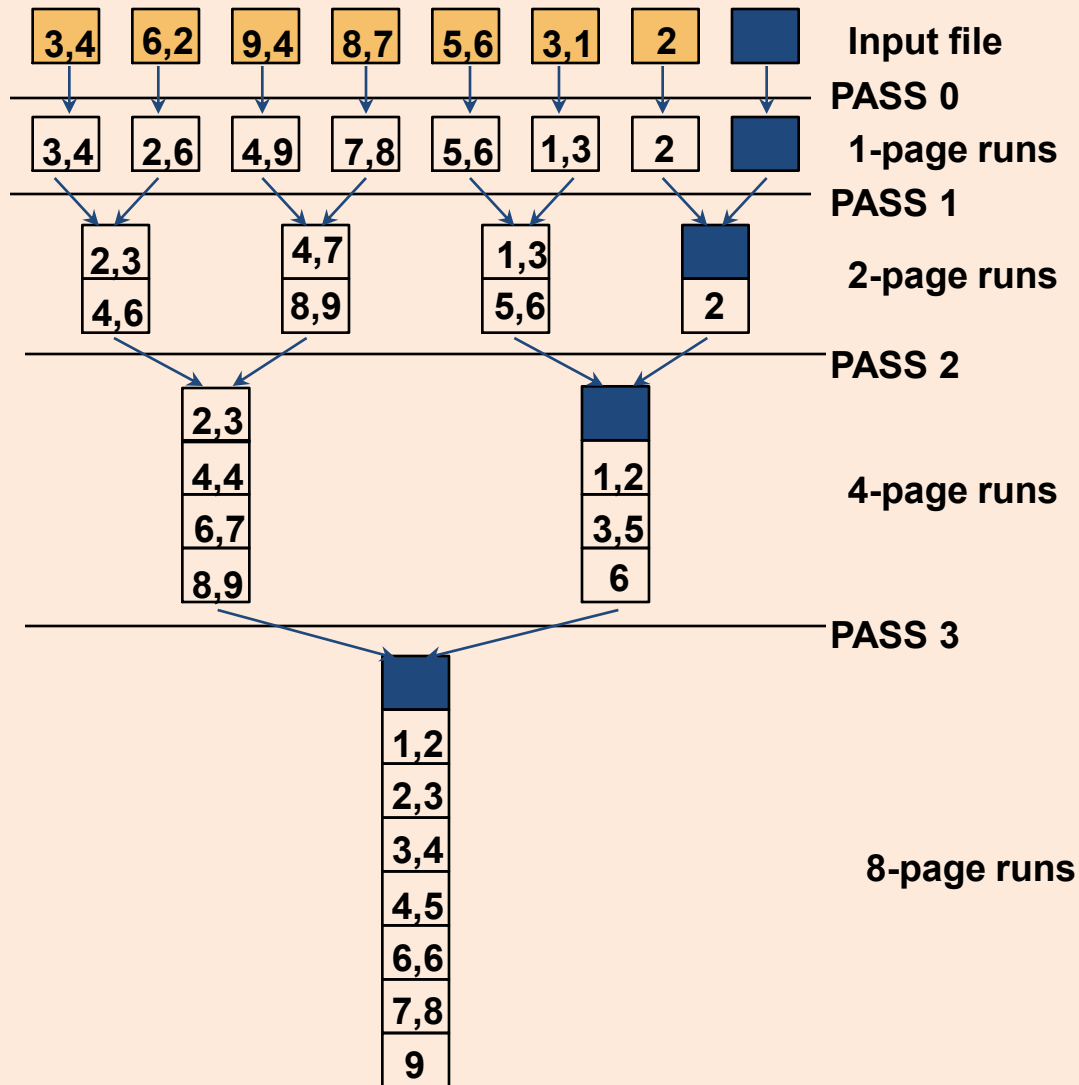 3,4 6,2 9,4 8,7 5,6 3,1 2 Input file
PASS 0
3,4 2,6 4,9 7,8 5,6 1,3 2 1-page runs
PASS 1
2,3 4,7 1,3
2-page runs
4,6 8,9 5,6 2
PASS 2
2,3
4,4 1,2
4-page runs
6,7 3,5
8,9 6
PASS 3
1,2
2,3
3,4
8-page runs
4,5
6,6
7,8
9